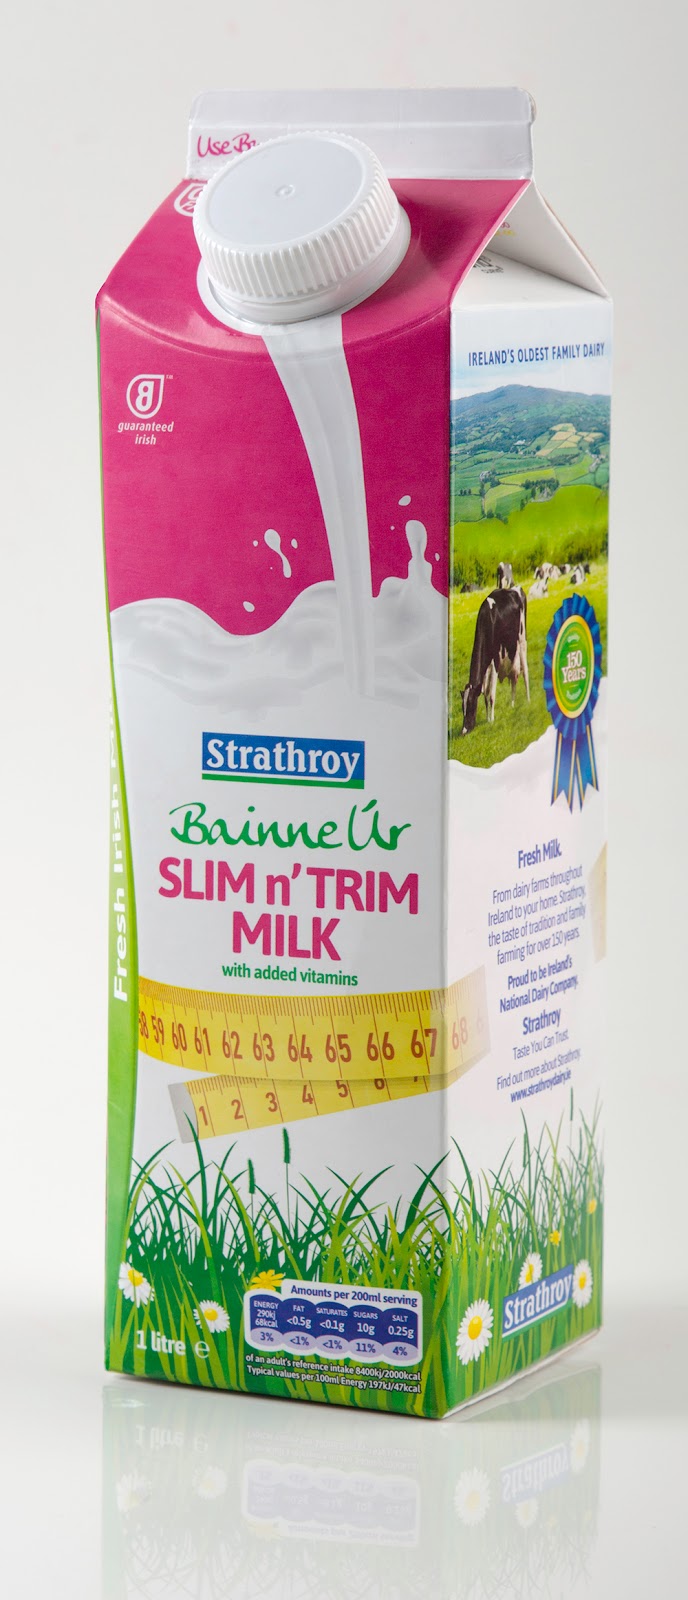 Use By
guaranteed
irish
IRELAND'S OLDEST FAMILY DAIRY
quality
150
Years
Strathroy
Bainne Úr
SLIM n' TRIM
MILK
with added vitamins
58 59 60 61 62 63 64 65 66 67 68
1 2 3 4 5 6 7
Fresh Irish
Fresh Milk.
From dairy farms throughout
Ireland to your home. Strathroy,
the taste of tradition and family
farming for over 150 years.
Proud to be Ireland's
National Dairy Company.
Strathroy
Taste You Can Trust
Find out more about Strathroy.
www.strathroydairy.ie
Strathroy
Amounts per 200ml serving
ENERGY FAT SATURATES SUGARS SALT
290kj <0.5g <0.1g 10g 0.25g
68kcal
3% <1% <1% 11% 4%
of an adult's reference intake 8400kj/2000kcal
Typical values per 100ml Energy 197kJ/47kcal
1 litre e